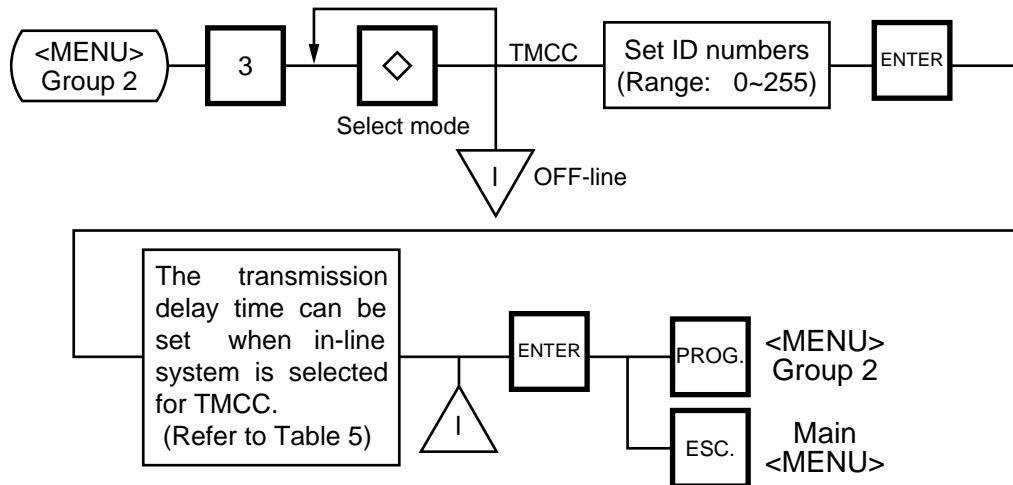 <MENU>
Group 2
3
◇
Select mode
TMCC
Set ID numbers
(Range: 0~255)
ENTER
I
OFF-line
The transmission
delay time can be
set when in-line
system is selected
for TMCC.
(Refer to Table 5)
I
ENTER
PROG.
<MENU>
Group 2
ESC.
Main
<MENU>